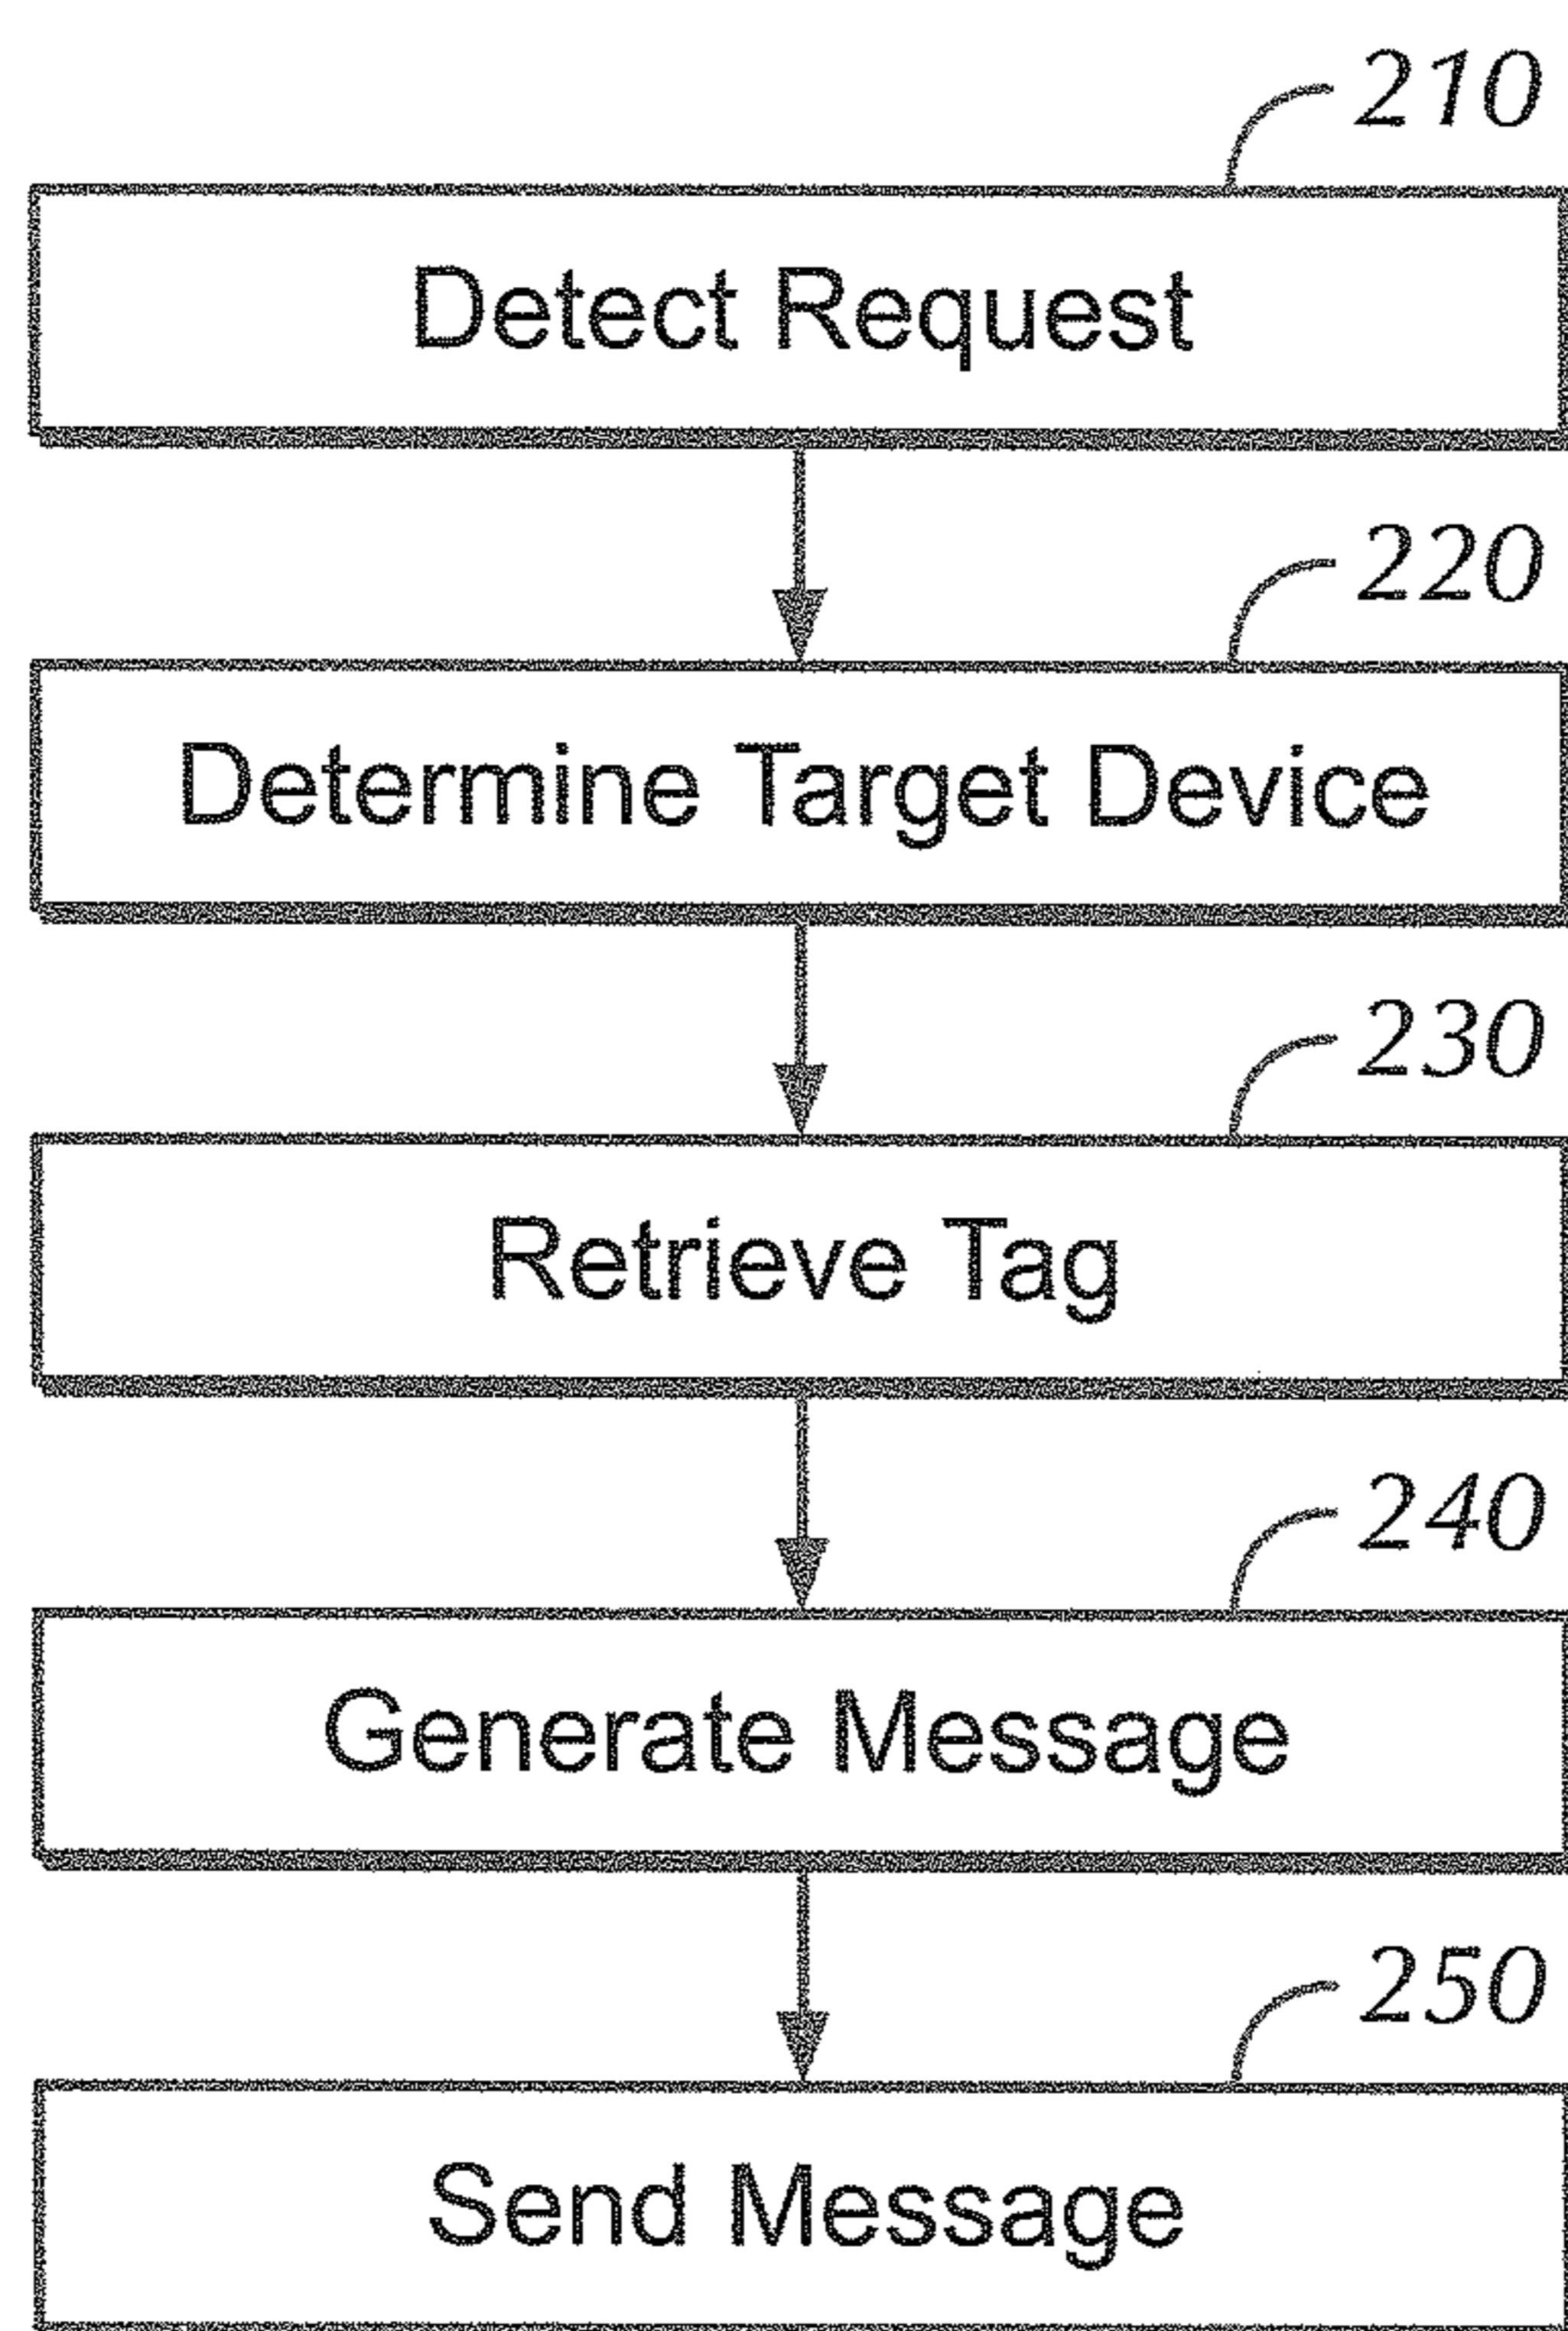 210
Detect Request
220
Determine Target Device
230
Retrieve Tag
240
Generate Message
250
Send Message